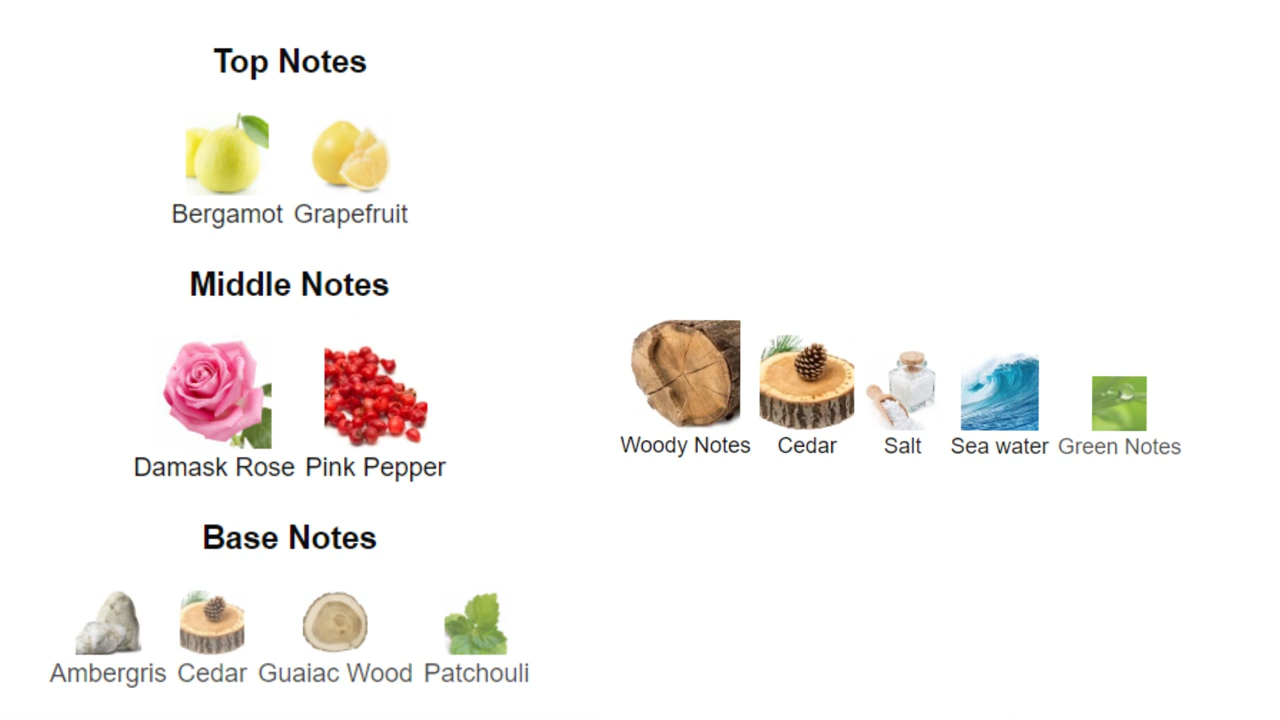 Top Notes
Bergamot Grapefruit
Middle Notes
Damask Rose Pink Pepper
Base Notes
Ambergris Cedar Guaiac Wood Patchouli
Woody Notes Cedar Salt Sea water Green Notes